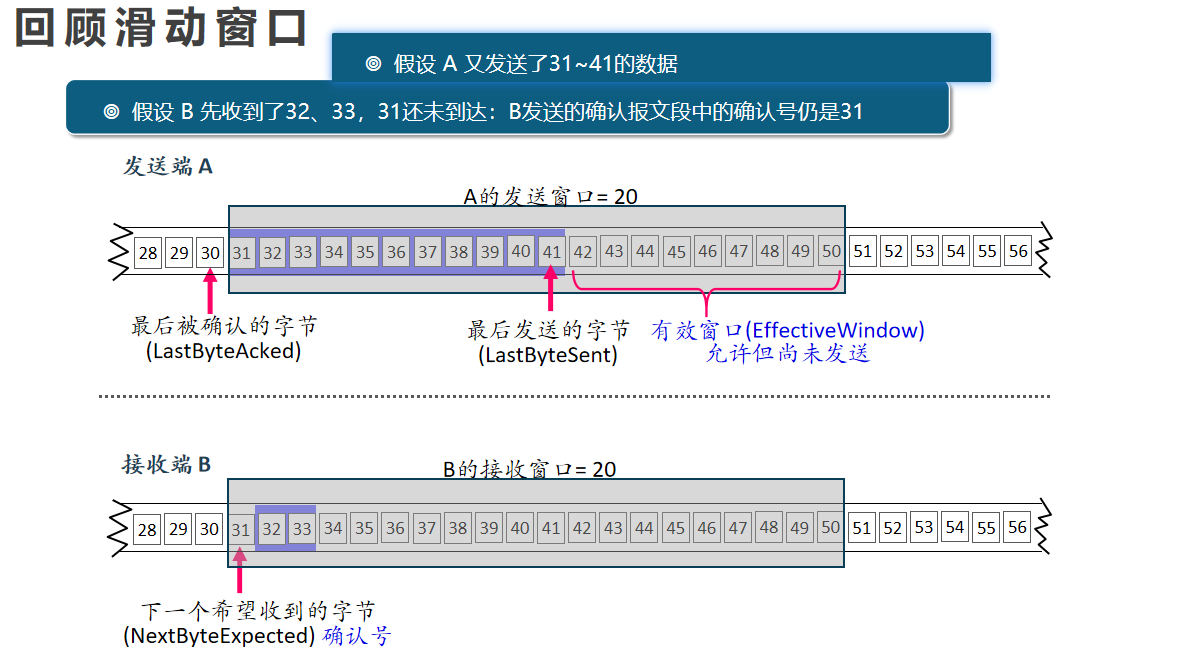 回顾滑动窗口
假设 A 又发送了31~41的数据
假设 B 先收到了32、33，31还未到达：B发送的确认报文段中的确认号仍是31
发送端 A
A的发送窗口= 20
28 29 30 31 32 33 34 35 36 37 38 39 40 41 42 43 44 45 46 47 48 49 50 51 52 53 54 55 56
最后被确认的字节
(LastByteAcked)
最后发送的字节
(LastByteSent)
有效窗口(EffectiveWindow)
允许但尚未发送
接收端 B
B的接收窗口= 20
28 29 30 31 32 33 34 35 36 37 38 39 40 41 42 43 44 45 46 47 48 49 50 51 52 53 54 55 56
下一个希望收到的字节
(NextByteExpected) 确认号